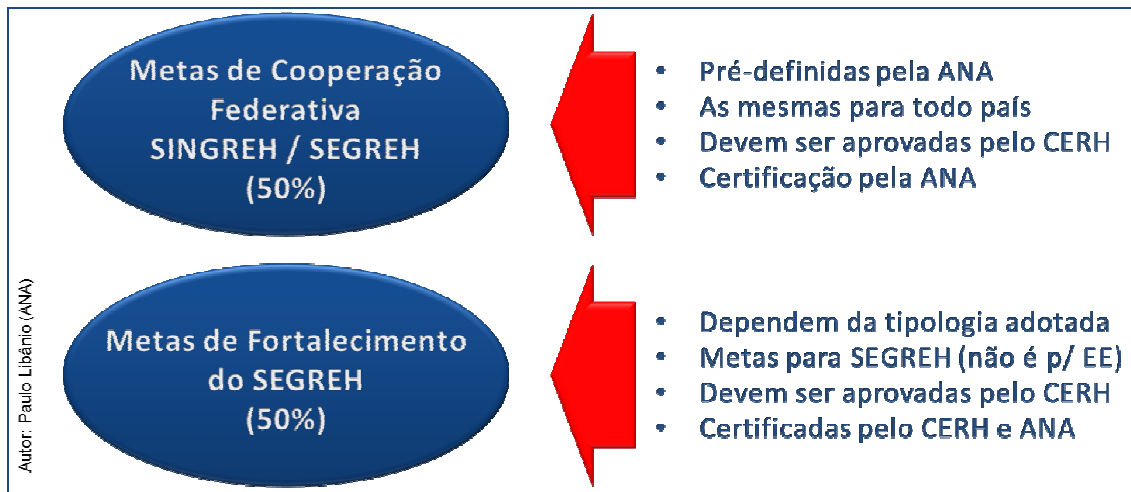 Metas de Cooperação
Federativa
SINGREH / SEGREH
(50%)
• Pré-definidas pela ANA
• As mesmas para todo país
• Devem ser aprovadas pelo CERH
• Certificação pela ANA
Metas de Fortalecimento
do SEGREH
(50%)
• Dependem da tipologia adotada
• Metas para SEGREH (não é p/ EE)
• Devem ser aprovadas pelo CERH
• Certificadas pelo CERH e ANA
Autor: Paulo Libânio (ANA)